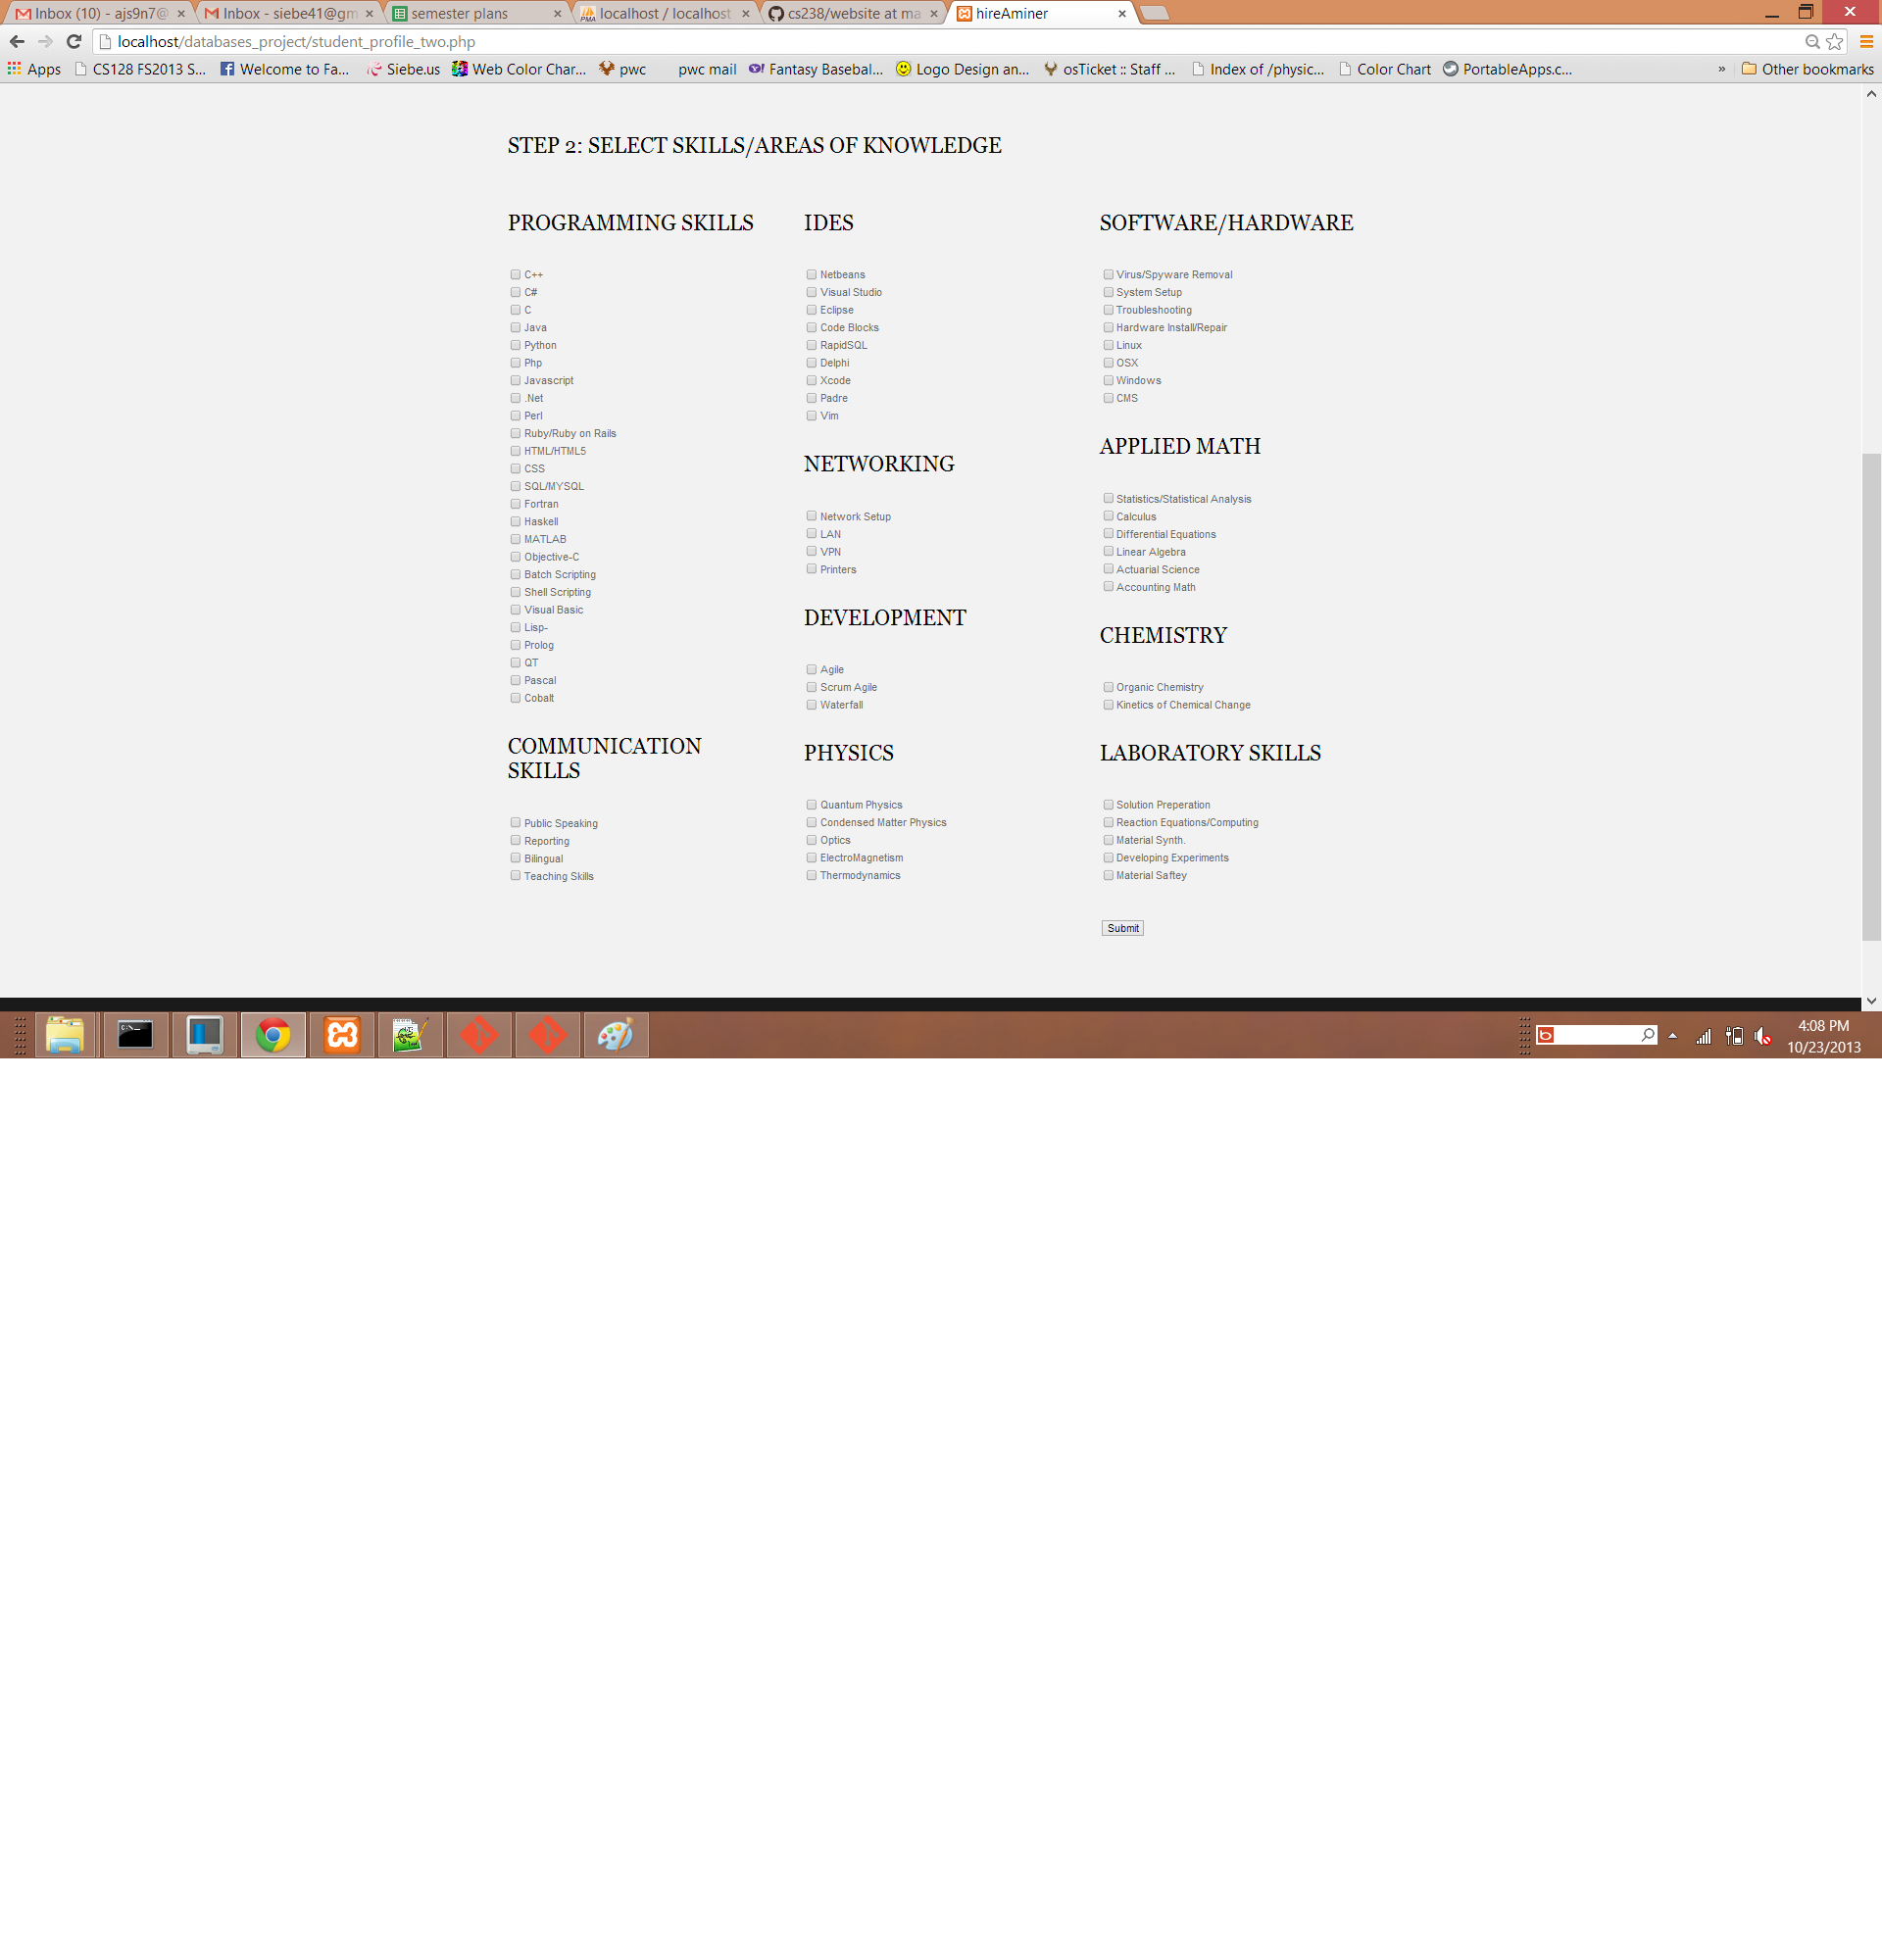 Inbox (10) - ajs9n7@
Inbox - siebe41@gm
semester plans
localhost / localhost
cs238/website at ma
hireAminer
localhost/databases_project/student_profile_two.php
Apps
CS128 FS2013 S...
Welcome to Fa...
Siebe.us
Web Color Char...
pwc
pwc mail
Fantasy Basebal...
Logo Design an...
osTicket :: Staff ...
Index of /physic...
Color Chart
PortableApps.c...
»
Other bookmarks
STEP 2: SELECT SKILLS/AREAS OF KNOWLEDGE
PROGRAMMING SKILLS
C++
C#
C
Java
Python
Php
Javascript
.Net
Perl
Ruby/Ruby on Rails
HTML/HTML5
CSS
SQL/MYSQL
Fortran
Haskell
MATLAB
Objective-C
Batch Scripting
Shell Scripting
Visual Basic
Lisp-
Prolog
QT
Pascal
Cobalt
COMMUNICATION
SKILLS
Public Speaking
Reporting
Bilingual
Teaching Skills
IDES
Netbeans
Visual Studio
Eclipse
Code Blocks
RapidSQL
Delphi
Xcode
Padre
Vim
NETWORKING
Network Setup
LAN
VPN
Printers
DEVELOPMENT
Agile
Scrum Agile
Waterfall
PHYSICS
Quantum Physics
Condensed Matter Physics
Optics
ElectroMagnetism
Thermodynamics
SOFTWARE/HARDWARE
Virus/Spyware Removal
System Setup
Troubleshooting
Hardware Install/Repair
Linux
OSX
Windows
CMS
APPLIED MATH
Statistics/Statistical Analysis
Calculus
Differential Equations
Linear Algebra
Actuarial Science
Accounting Math
CHEMISTRY
Organic Chemistry
Kinetics of Chemical Change
LABORATORY SKILLS
Solution Preperation
Reaction Equations/Computing
Material Synth.
Developing Experiments
Material Saftey
Submit
4:08 PM
10/23/2013